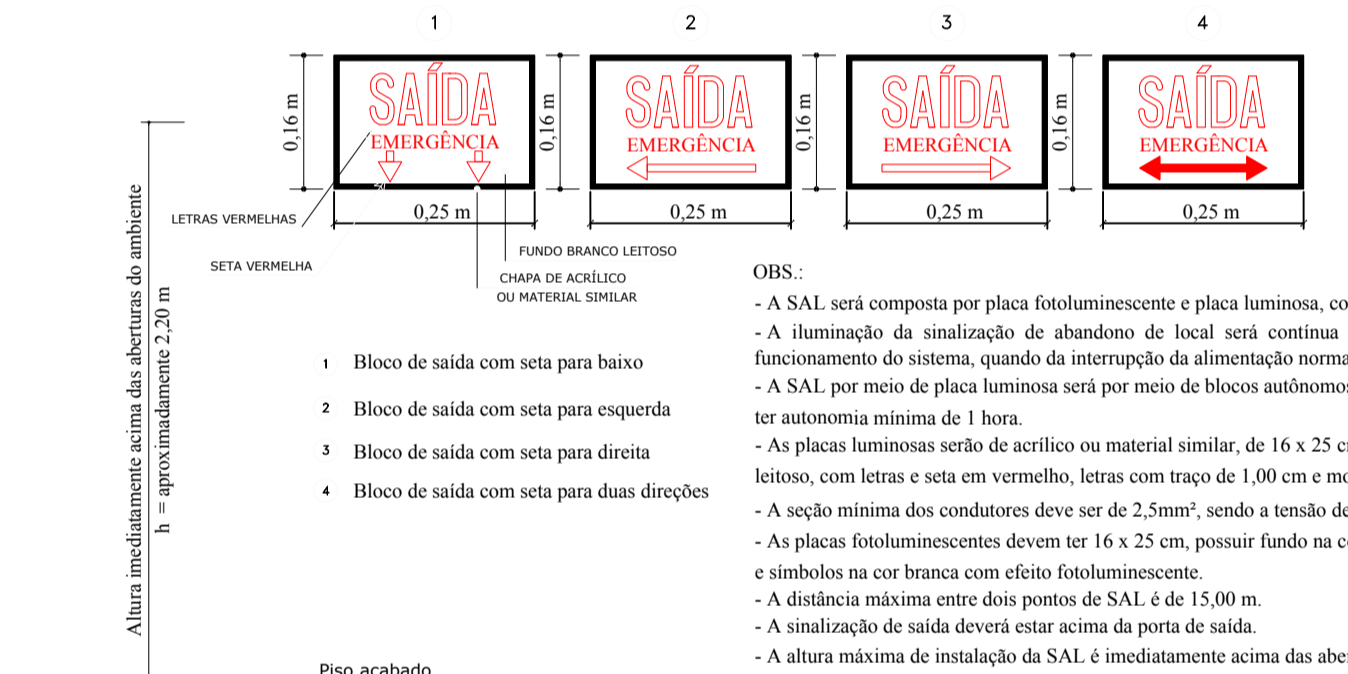 1
2
3
4
SAÍDA
EMERGÊNCIA
SAÍDA
EMERGÊNCIA
SAÍDA
EMERGÊNCIA
SAÍDA
EMERGÊNCIA
0,16 m
0,16 m
0,16 m
0,16 m
0,25 m
0,25 m
0,25 m
0,25 m
LETRAS VERMELHAS
SETA VERMELHA
FUNDO BRANCO LEITOSO
CHAPA DE ACRÍLICO
OU MATERIAL SIMILAR
Altura imediatamente acima das aberturas do ambiente
h = aproximadamente 2,20 m
1 Bloco de saída com seta para baixo
2 Bloco de saída com seta para esquerda
3 Bloco de saída com seta para direita
4 Bloco de saída com seta para duas direções
Piso acabado
OBS.:
- A SAL será composta por placa fotoluminescente e placa luminosa, co
- A iluminação da sinalização de abandono de local será contínua
funcionamento do sistema, quando da interrupção da alimentação norma
- A SAL por meio de placa luminosa será por meio de blocos autônomos
ter autonomia mínima de 1 hora.
- As placas luminosas serão de acrílico ou material similar, de 16 x 25 c
leitoso, com letras e seta em vermelho, letras com traço de 1,00 cm e mo
- A seção mínima dos condutores deve ser de 2,5mm², sendo a tensão de
- As placas fotoluminescentes devem ter 16 x 25 cm, possuir fundo na c
e símbolos na cor branca com efeito fotoluminescente.
- A distância máxima entre dois pontos de SAL é de 15,00 m.
- A sinalização de saída deverá estar acima da porta de saída.
- A altura máxima de instalação da SAL é imediatamente acima das aber